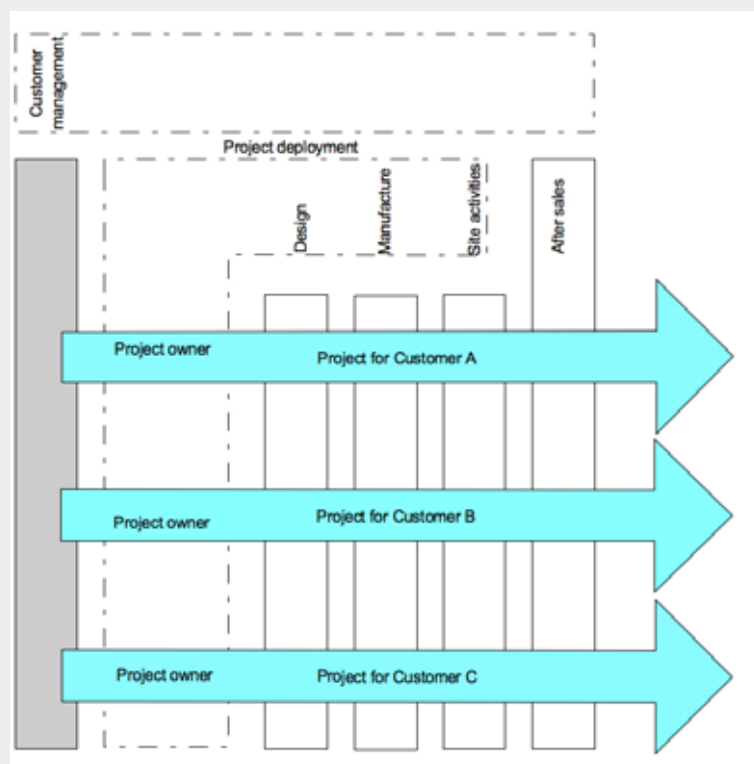 Customer
management
Project deployment
Design
Manufacture
Site activities
After sales
Project owner
Project for Customer A
Project owner
Project for Customer B
Project owner
Project for Customer C